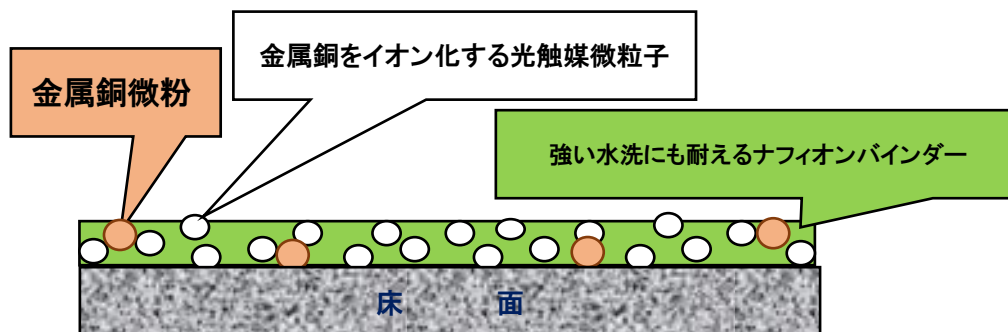 金属銅をイオン化する光触媒微粒子
金属銅微粉
強い水洗にも耐えるナフィオンバインダー
床　面